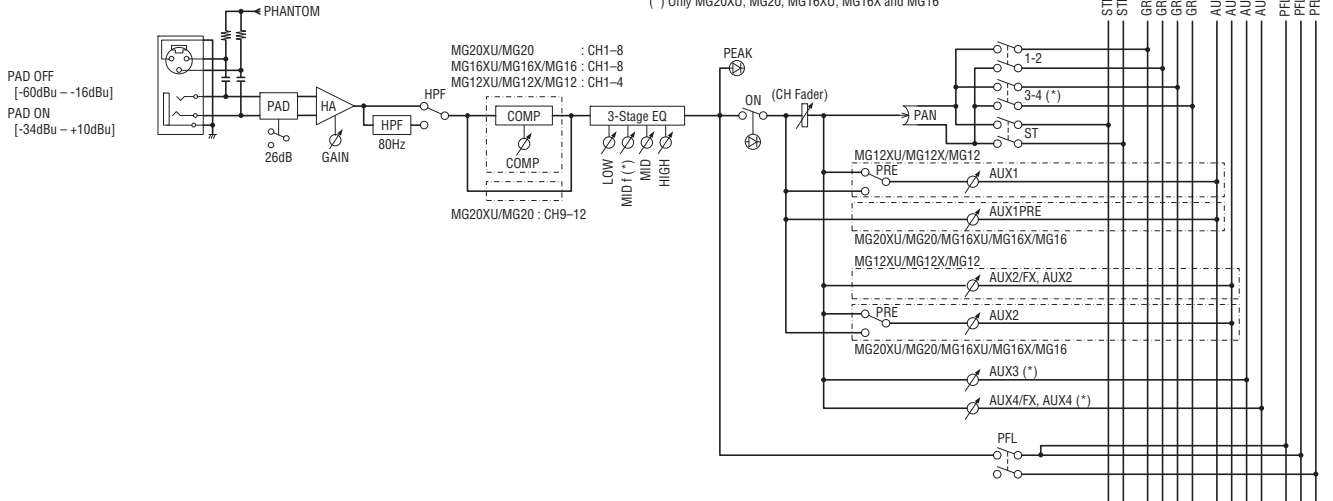 (*) Only MG20XU, MG20, MG16XU, MG16X and MG16
PHANTOM
PAD OFF
[-60dBu – -16dBu]
PAD ON
[-34dBu – +10dBu]
PAD
26dB
HA
GAIN
HPF
HPF
80Hz
MG20XU/MG20 : CH1–8
MG16XU/MG16X/MG16 : CH1–8
MG12XU/MG12X/MG12 : CH1–4
COMP
COMP
MG20XU/MG20 : CH9–12
3-Stage EQ
LOW
MID f (*)
MID
HIGH
PEAK
ON
(CH Fader)
PAN
1-2
3-4 (*)
ST
MG12XU/MG12X/MG12
PRE
AUX1
AUX1PRE
MG20XU/MG20/MG16XU/MG16X/MG16
MG12XU/MG12X/MG12
AUX2/FX, AUX2
PRE
AUX2
MG20XU/MG20/MG16XU/MG16X/MG16
AUX3 (*)
AUX4/FX, AUX4 (*)
PFL